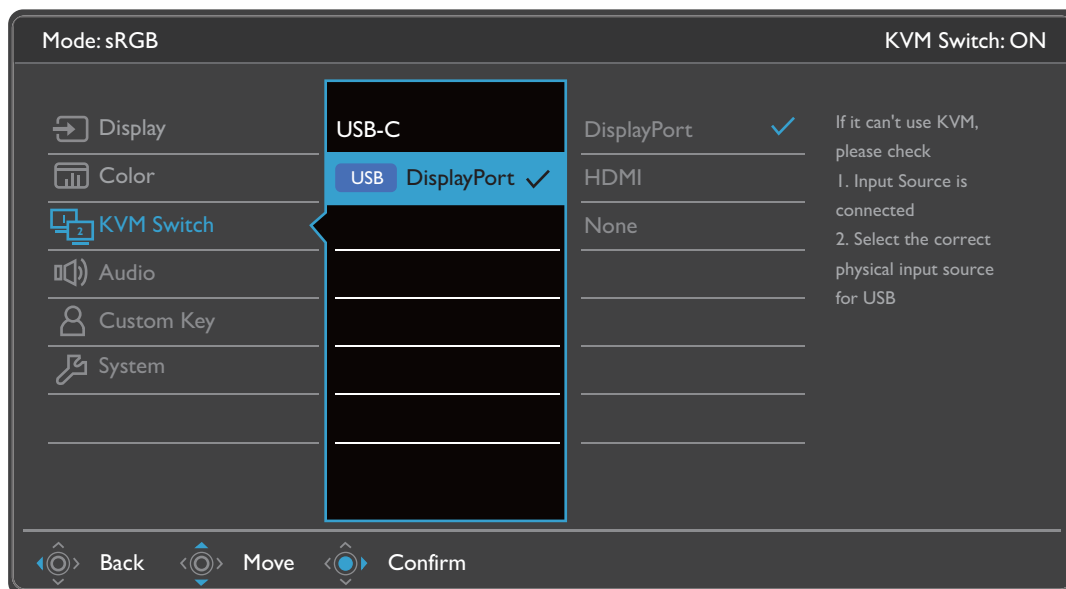 Mode: sRGB
KVM Switch: ON
Display
Color
1
2
KVM Switch
Audio
Custom Key
System
USB-C
USB DisplayPort
DisplayPort
HDMI
None
If it can't use KVM,
please check
1. Input Source is
connected
2. Select the correct
physical input source
for USB
Back
Move
Confirm